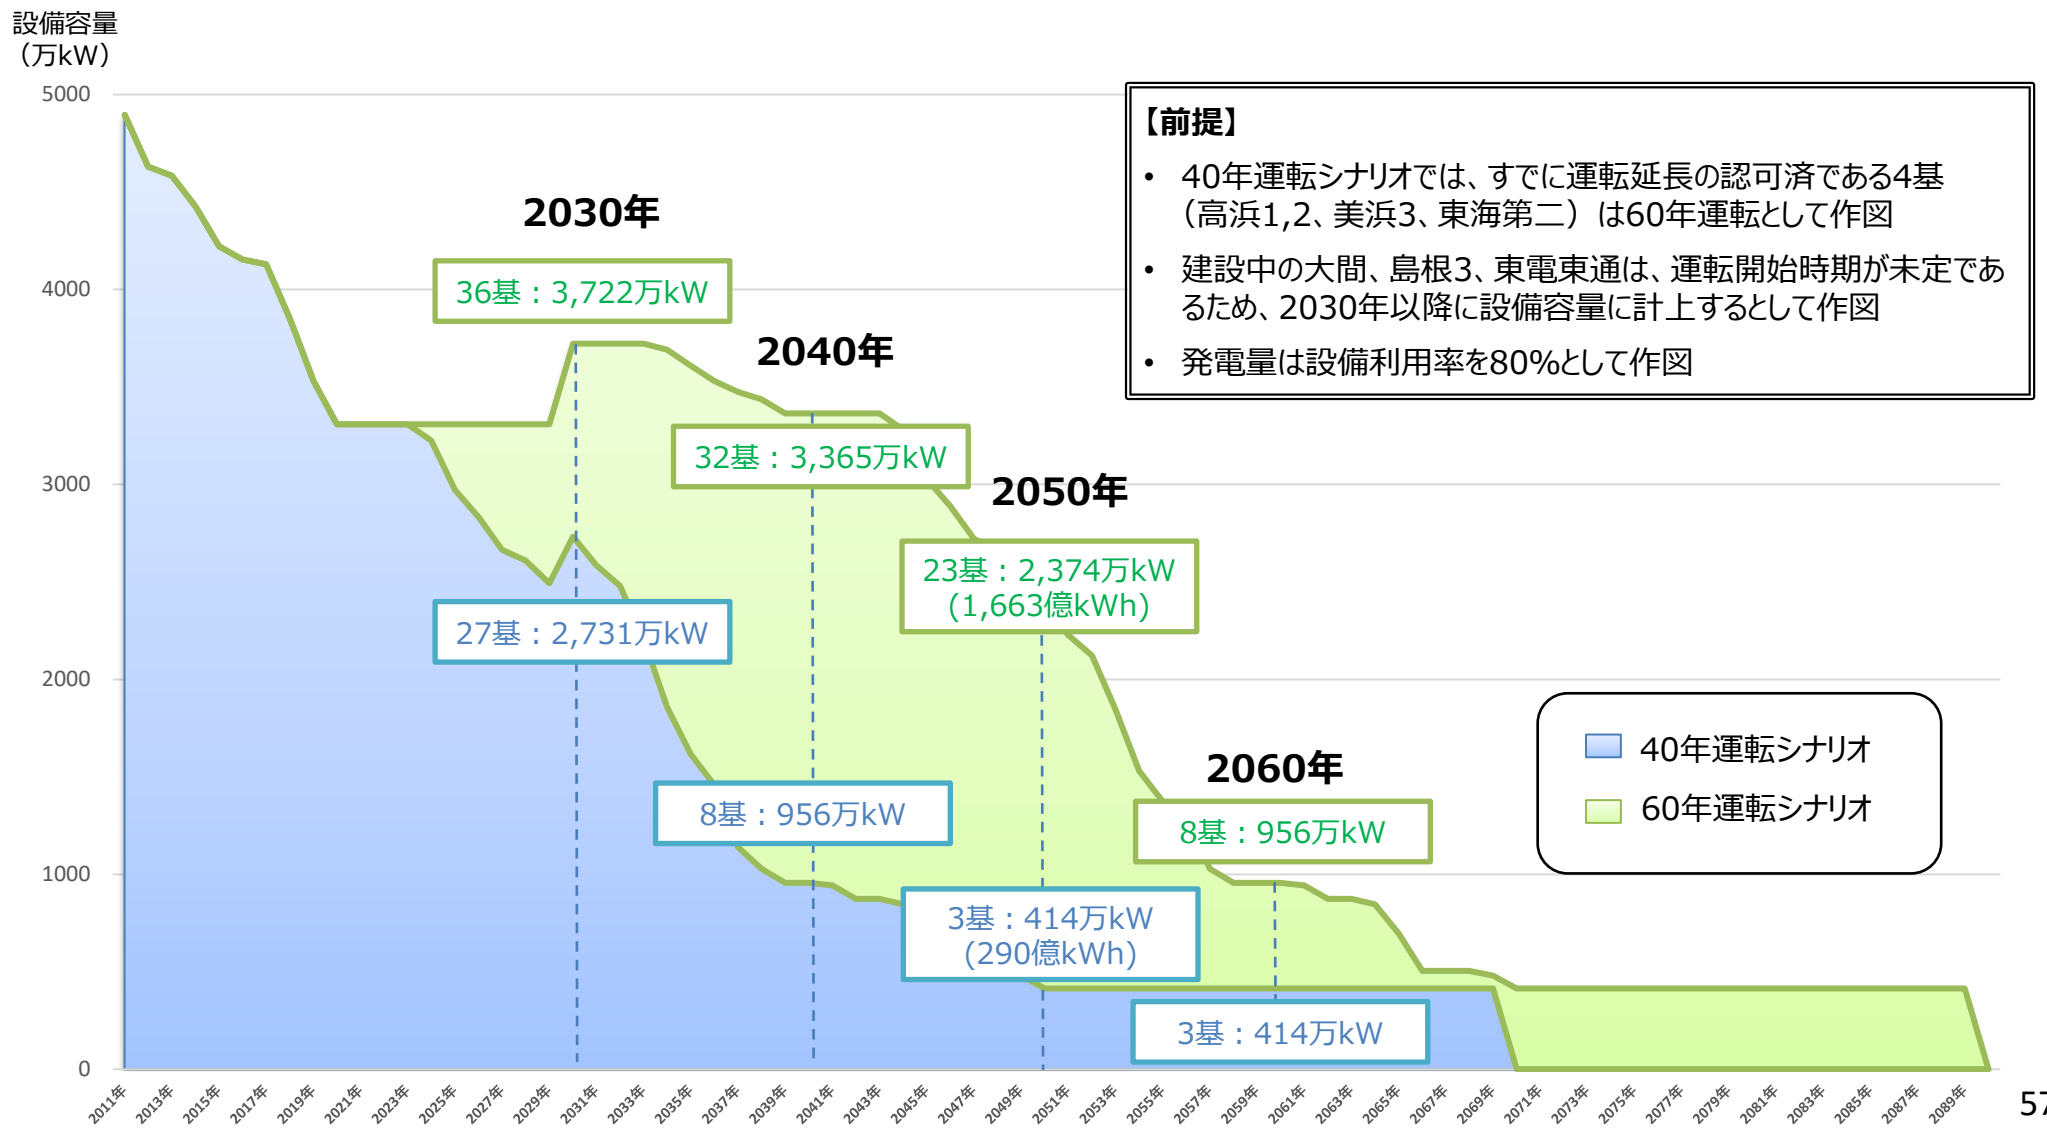 設備容量
（万kW）
5000
4000
3000
2000
1000
0
【前提】
• 40年運転シナリオでは、すでに運転延長の認可済である4基
（高浜1,2、美浜3、東海第二）は60年運転として作図
• 建設中の大間、島根3、東電東通は、運転開始時期が未定であ
るため、2030年以降に設備容量に計上するとして作図
• 発電量は設備利用率を80%として作図
2030年
36基：3,722万kW
2040年
32基：3,365万kW
2050年
23基：2,374万kW
(1,663億kWh)
27基：2,731万kW
2060年
8基：956万kW
8基：956万kW
3基：414万kW
(290億kWh)
3基：414万kW
40年運転シナリオ
60年運転シナリオ
2011年 2013年 2015年 2017年 2019年 2021年 2023年 2025年 2027年 2029年 2031年 2033年 2035年 2037年 2039年 2041年 2043年 2045年 2047年 2049年 2051年 2053年 2055年 2057年 2059年 2061年 2063年 2065年 2067年 2069年 2071年 2073年 2075年 2077年 2079年 2081年 2083年 2085年 2087年 2089年
57